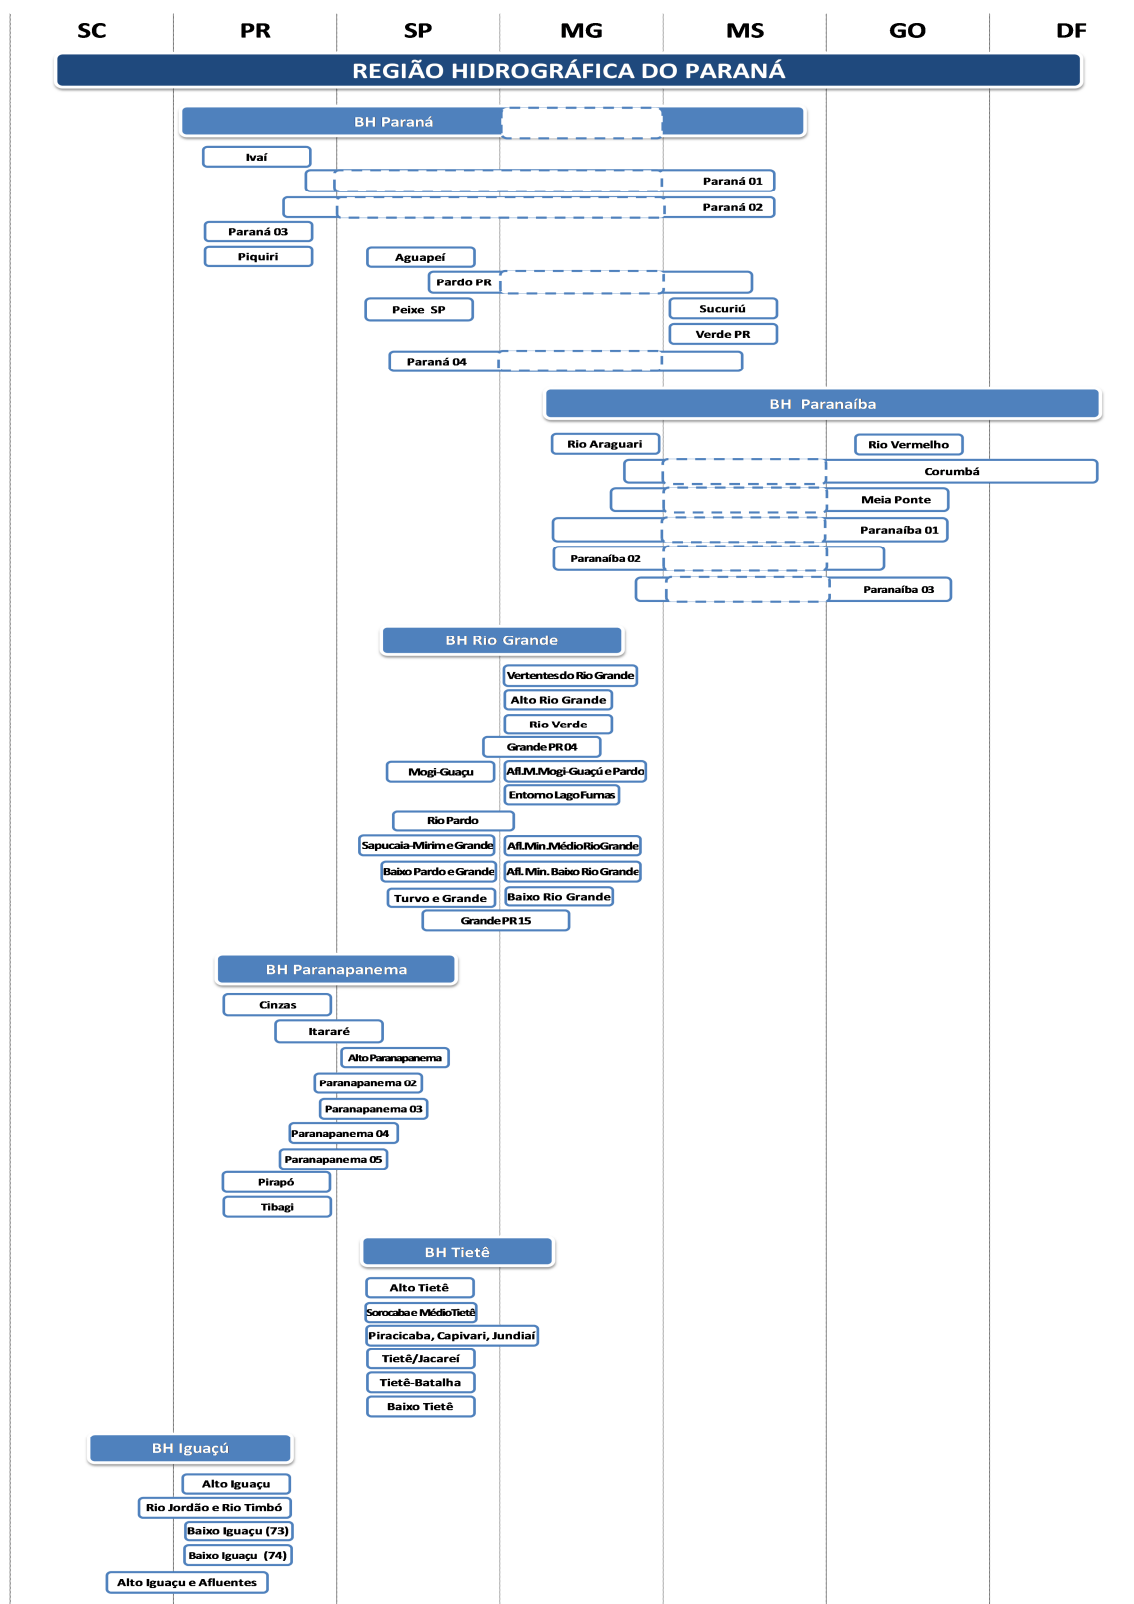 SC PR SP MG MS GO DF
REGIÃO HIDROGRÁFICA DO PARANÁ
BH Paraná
Ivaí
Paraná 01
Paraná 02
Paraná 03
Piquiri Aguapeí
Pardo PR
Peixe SP Sucuriú
Verde PR
Paraná 04
BH Paranaíba
Rio Araguari Rio Vermelho
Corumbá
Meia Ponte
Paranaíba 01
Paranaíba 02
Paranaíba 03
BH Rio Grande
Vertentes do Rio Grande
Alto Rio Grande
Rio Verde
Grande PR 04
Mogi-Guaçu Afl.M.Mogi-Guaçú e Pardo
Entorno Lago Furnas
Rio Pardo
Sapucaia-Mirim e Grande Afl.Min.Médio Rio Grande
Baixo Pardo e Grande Afl. Min. Baixo Rio Grande
Turvo e Grande Baixo Rio Grande
Grande PR 15
BH Paranapanema
Cinzas
Itararé
Alto Paranapanema
Paranapanema 02
Paranapanema 03
Paranapanema 04
Paranapanema 05
Pirapó
Tibagi
BH Tietê
Alto Tietê
Sorocaba e Médio Tietê
Piracicaba, Capivari, Jundiaí
Tietê/Jacareí
Tietê-Batalha
Baixo Tietê
BH Iguaçú
Alto Iguaçu
Rio Jordão e Rio Timbó
Baixo Iguaçu (73)
Baixo Iguaçu (74)
Alto Iguaçu e Afluentes